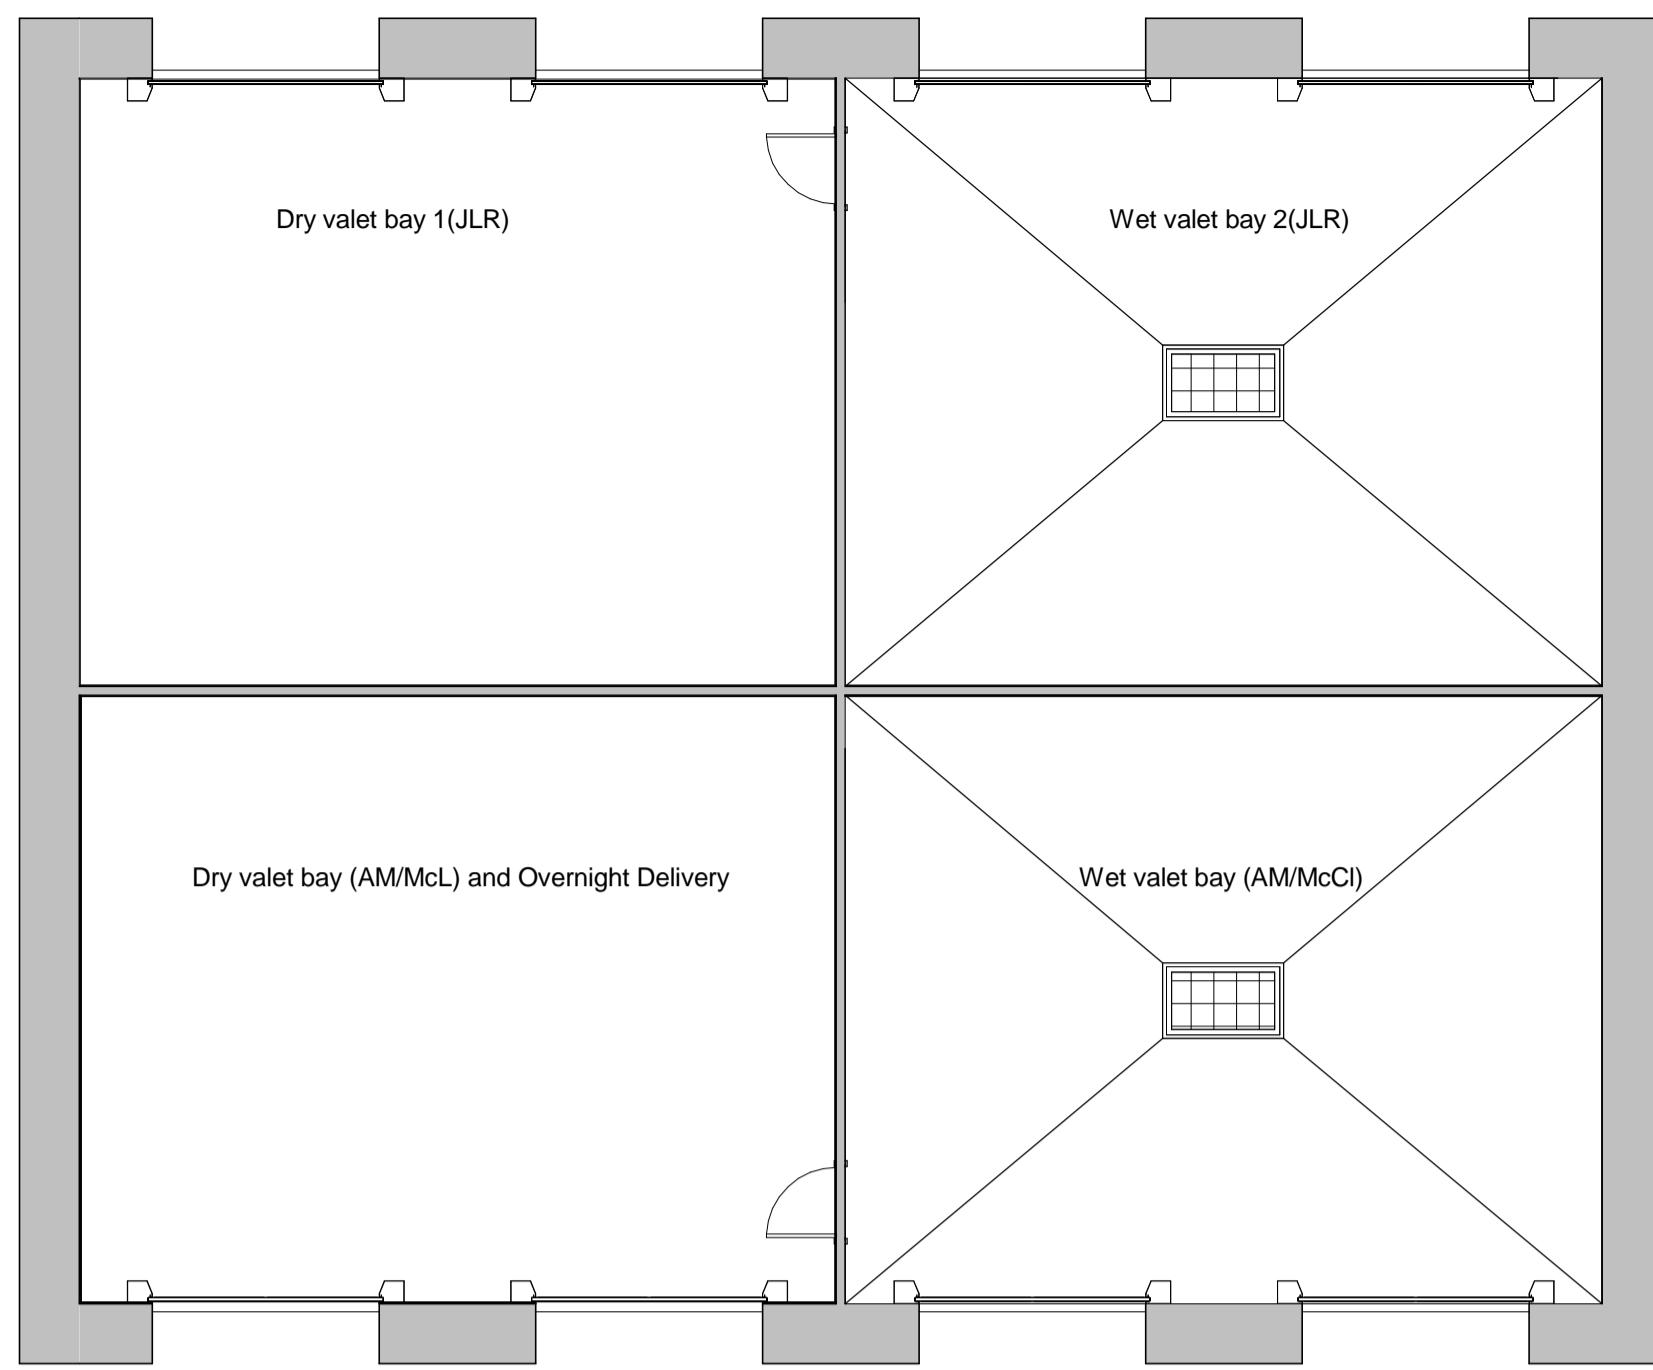 Dry valet bay 1(JLR)
Wet valet bay 2(JLR)
Dry valet bay (AM/McL) and Overnight Delivery
Wet valet bay (AM/McCl)